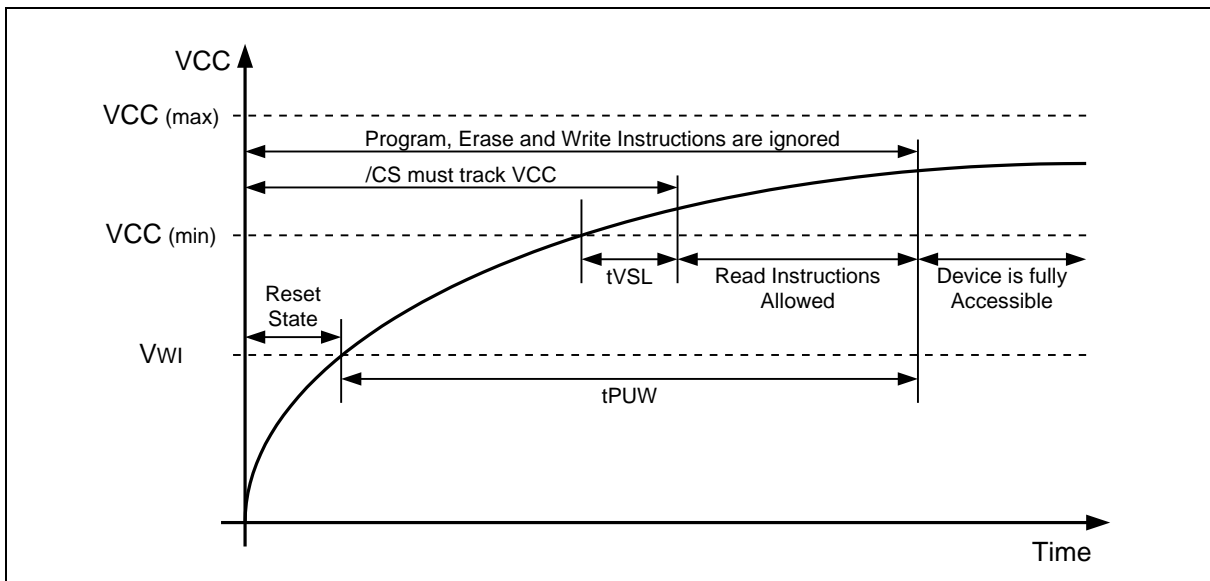 VCC
VCC (max)
Program, Erase and Write Instructions are ignored
/CS must track VCC
VCC (min)
tVSL
Read Instructions
Allowed
Device is fully
Accessible
Reset
State
VWI
tPUW
Time